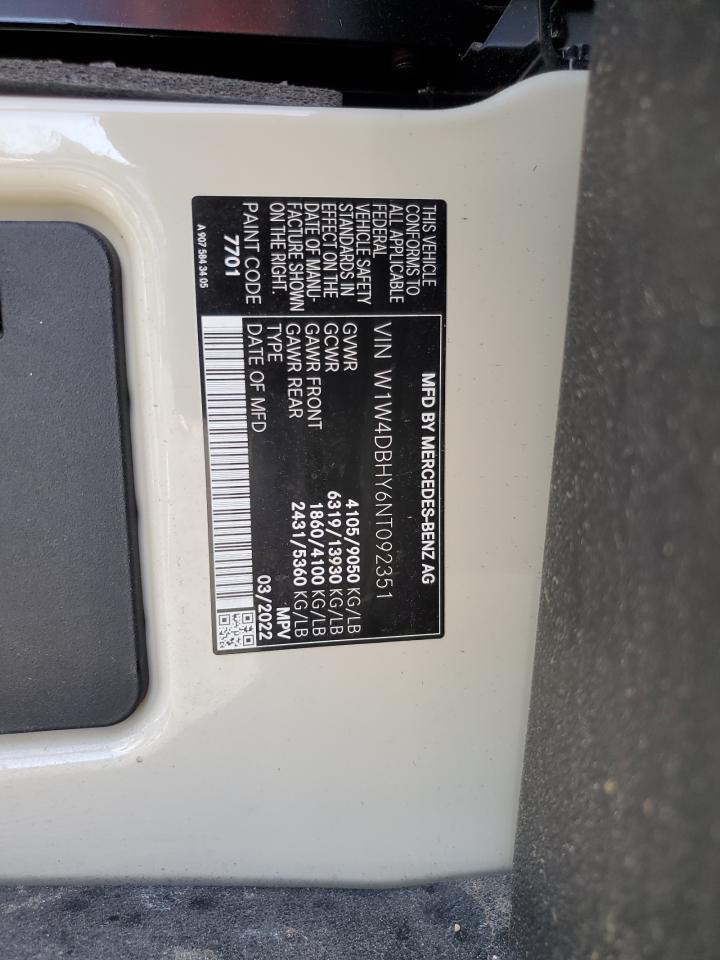 THIS VEHICLE
CONFORMS TO
ALL APPLICABLE
FEDERAL
VEHICLE SAFETY
STANDARDS IN
EFFECT ON THE
DATE OF MANU-
FACTURE SHOWN
ON THE RIGHT.
PAINT CODE
7701
A 907 584 34 05
MFD BY MERCEDES-BENZ AG
VIN W1W4DBHY6NT092351
GVWR 4105/9050 KG/LB
GCWR 6319/13930 KG/LB
GAWR FRONT 1860/4100 KG/LB
GAWR REAR 2431/5360 KG/LB
TYPE MPV
DATE OF MFD 03/2022